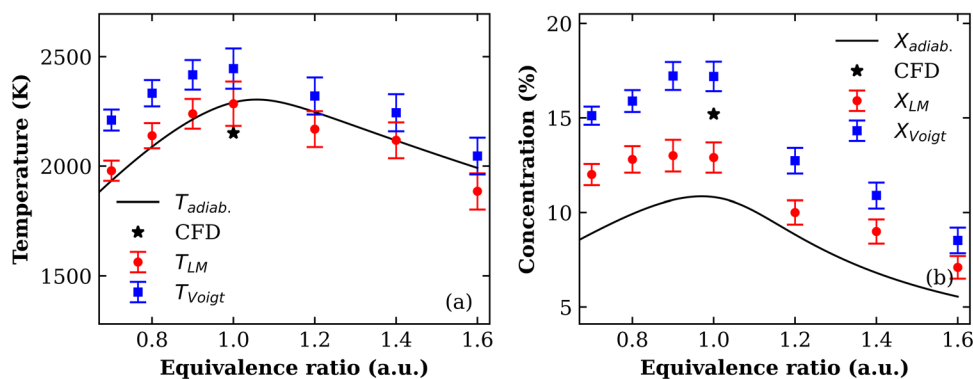 Temperature (K)
2500
2000
1500
T_adiab.
CFD
T_LM
T_Voigt
(a)
0.8 1.0 1.2 1.4 1.6
Equivalence ratio (a.u.)
Concentration (%)
20
15
10
5
X_adiab.
CFD
X_LM
X_Voigt
(b)
0.8 1.0 1.2 1.4 1.6
Equivalence ratio (a.u.)